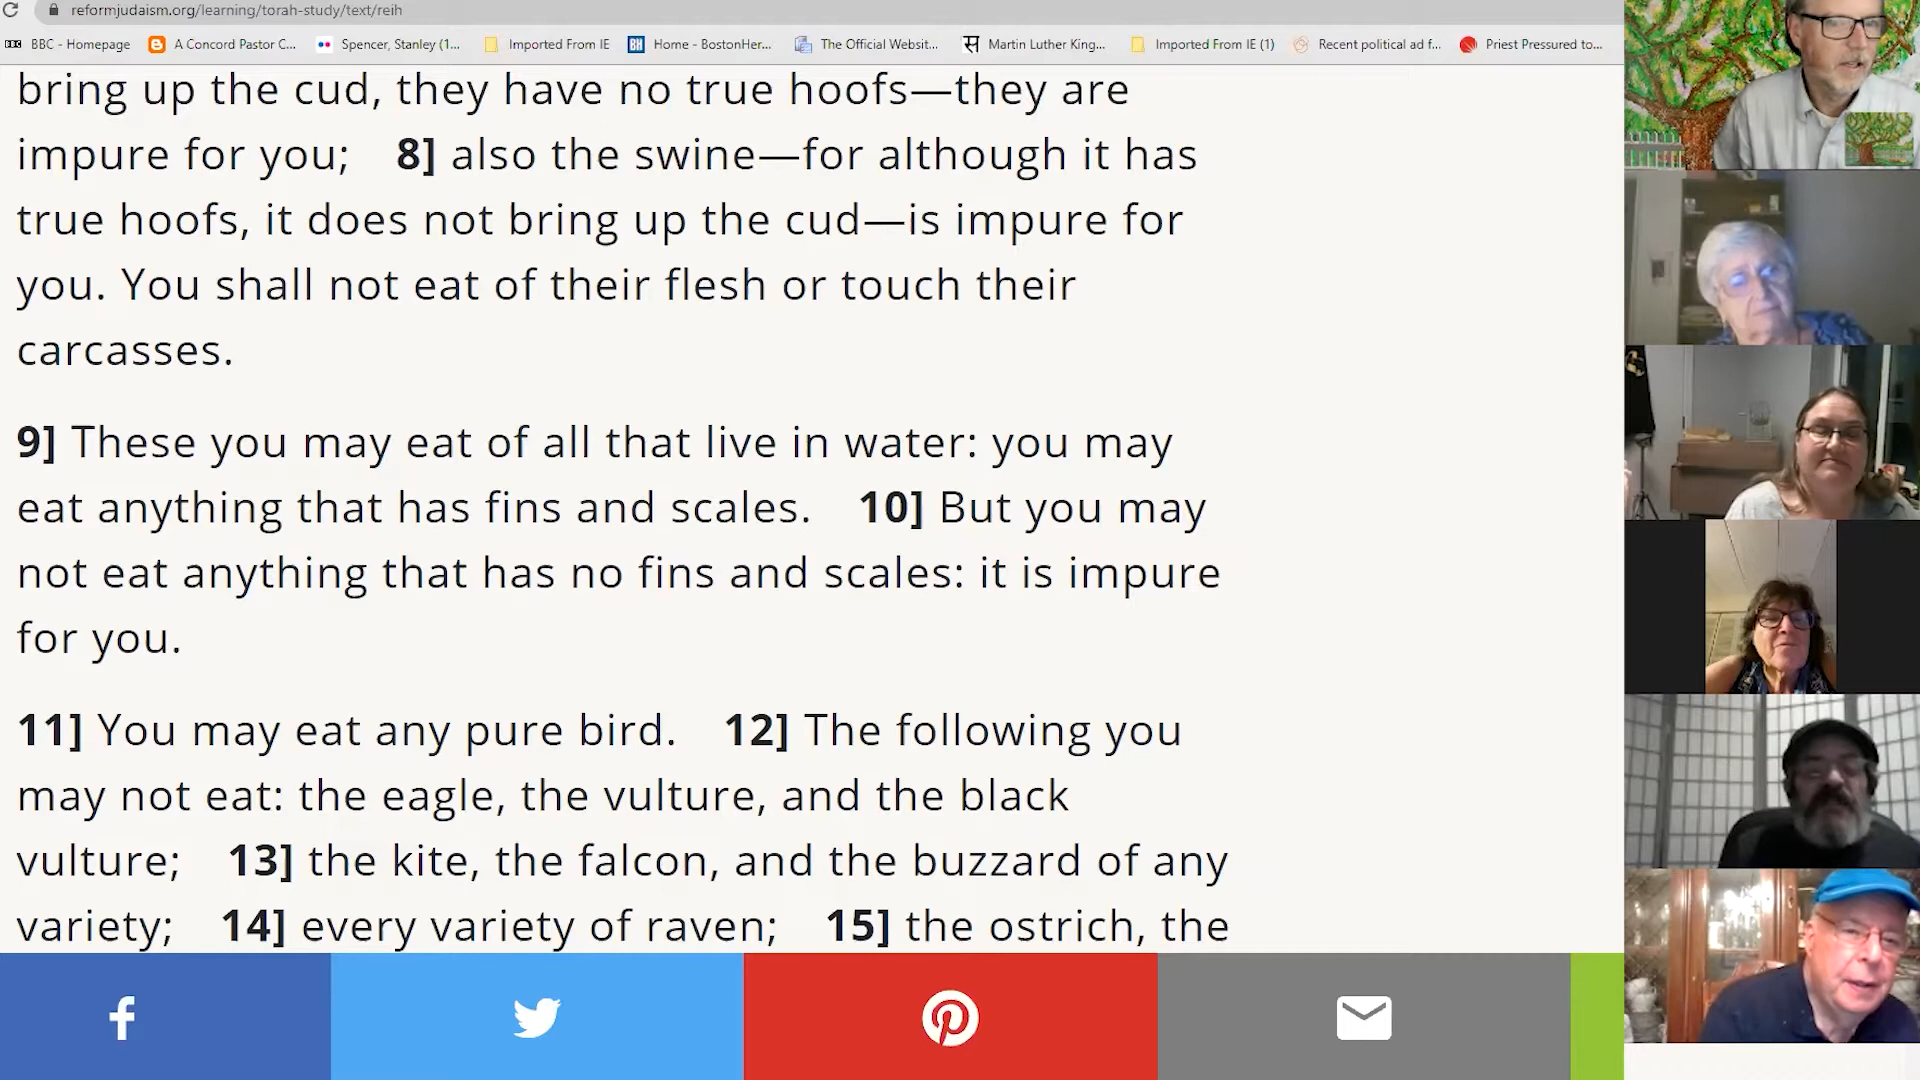 reformjudaism.org/learning/torah-study/text/reih
BBC BBC - Homepage A Concord Pastor C... Spencer, Stanley (1... Imported From IE BH Home - BostonHer... The Official Websit... Martin Luther King,... Imported From IE (1) Recent political ad f... Priest Pressured to...
bring up the cud, they have no true hoofs—they are
impure for you; 8] also the swine—for although it has
true hoofs, it does not bring up the cud—is impure for
you. You shall not eat of their flesh or touch their
carcasses.
9] These you may eat of all that live in water: you may
eat anything that has fins and scales. 10] But you may
not eat anything that has no fins and scales: it is impure
for you.
11] You may eat any pure bird. 12] The following you
may not eat: the eagle, the vulture, and the black
vulture; 13] the kite, the falcon, and the buzzard of any
variety; 14] every variety of raven; 15] the ostrich, the